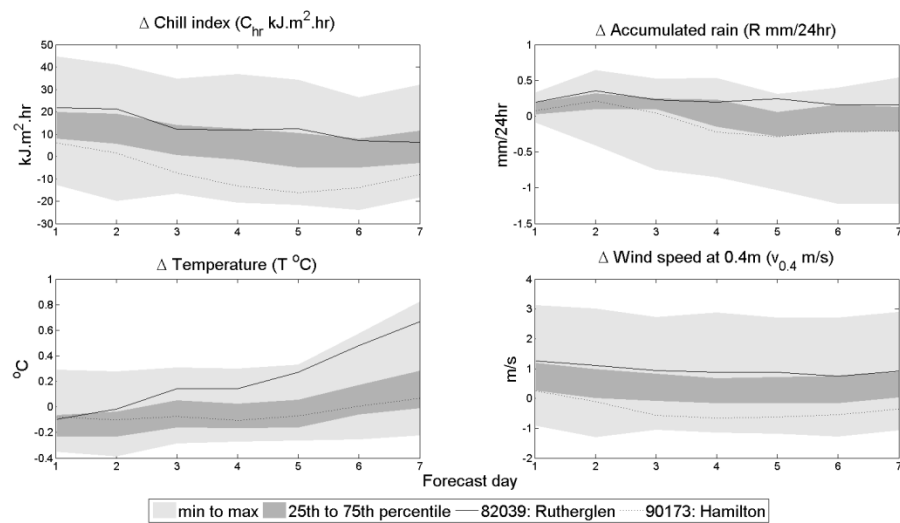 Δ Chill index (C_hr kJ.m².hr)
kJ.m².hr
50
40
30
20
10
0
-10
-20
-30
1 2 3 4 5 6 7
Δ Accumulated rain (R mm/24hr)
mm/24hr
1
0.5
0
-0.5
-1
-1.5
1 2 3 4 5 6 7
Δ Temperature (T °C)
°C
1
0.8
0.6
0.4
0.2
0
-0.2
-0.4
1 2 3 4 5 6 7
Δ Wind speed at 0.4m (v_0.4 m/s)
m/s
4
3
2
1
0
-1
-2
1 2 3 4 5 6 7
Forecast day
min to max 25th to 75th percentile 82039: Rutherglen 90173: Hamilton